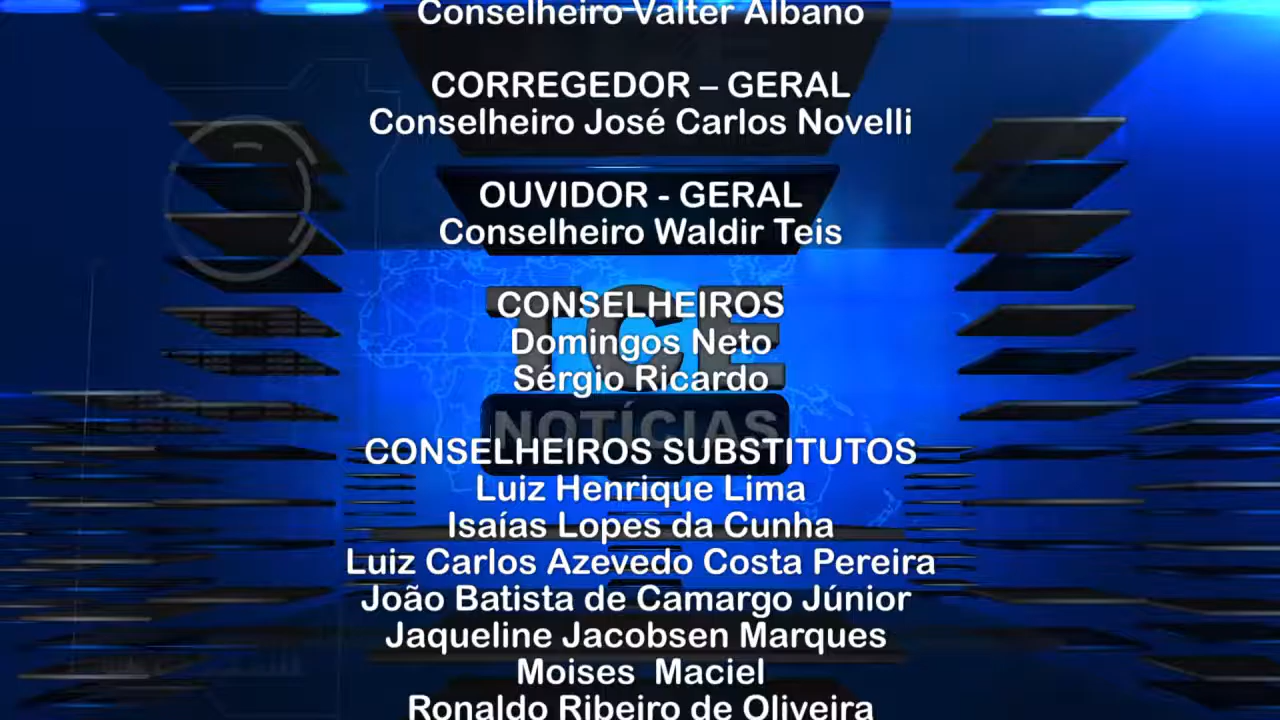 Conselheiro Valter Albano
CORREGEDOR – GERAL
Conselheiro José Carlos Novelli
OUVIDOR - GERAL
Conselheiro Waldir Teis
TCE
NOTÍCIAS
CONSELHEIROS
Domingos Neto
Sérgio Ricardo
CONSELHEIROS SUBSTITUTOS
Luiz Henrique Lima
Isaías Lopes da Cunha
Luiz Carlos Azevedo Costa Pereira
João Batista de Camargo Júnior
Jaqueline Jacobsen Marques
Moises  Maciel
Ronaldo Ribeiro de Oliveira